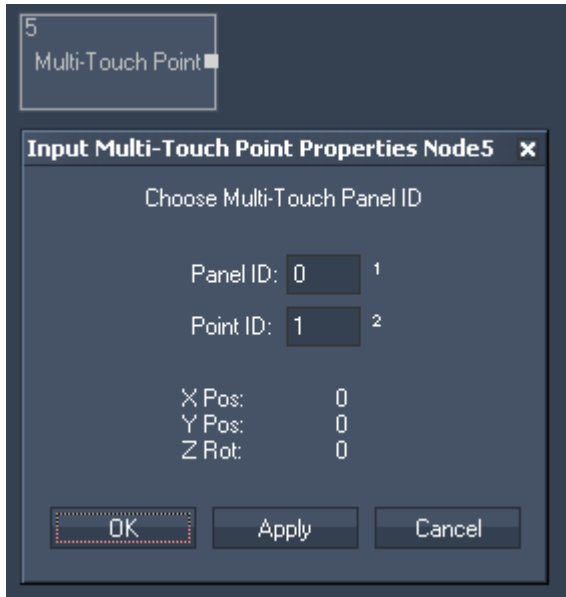 5
Multi-Touch Point
Input Multi-Touch Point Properties Node5 x
Choose Multi-Touch Panel ID
Panel ID: 0 1
Point ID: 1 2
X Pos: 0
Y Pos: 0
Z Rot: 0
OK Apply Cancel